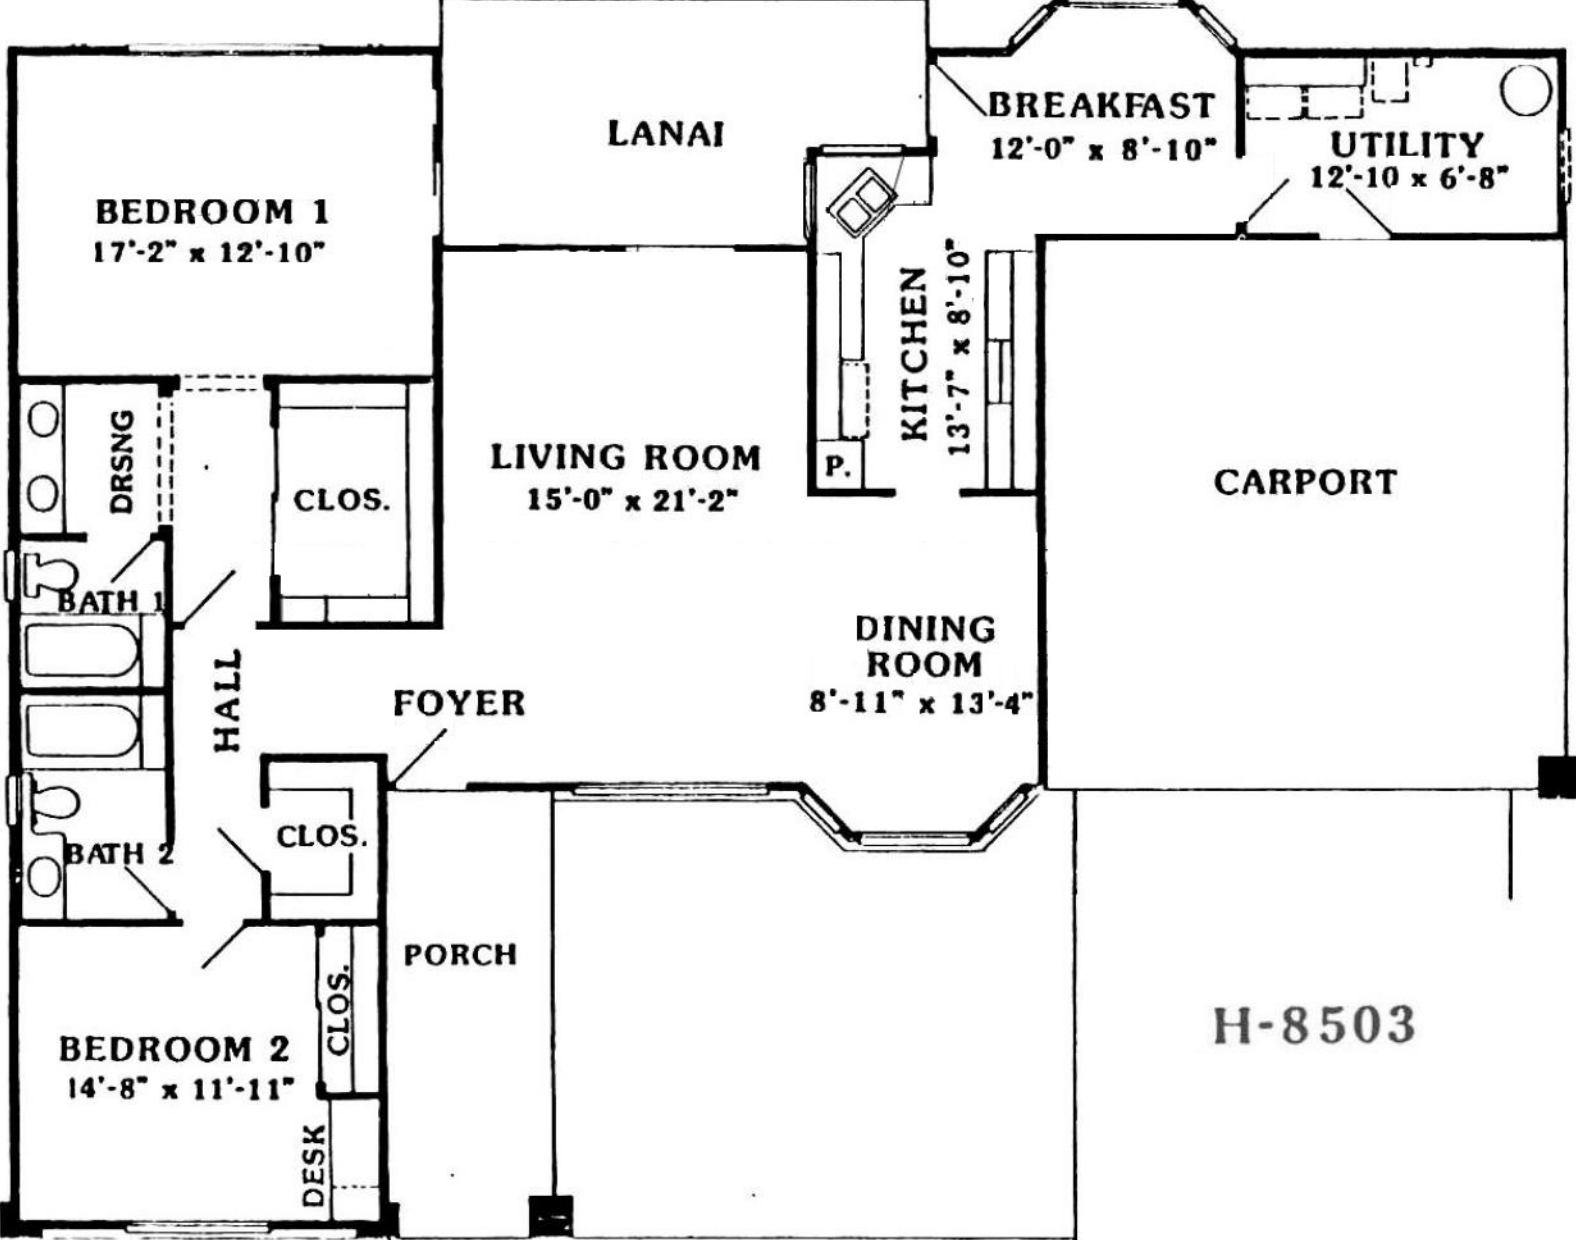 LANAI
BREAKFAST
12'-0" x 8'-10"
UTILITY
12'-10 x 6'-8"
BEDROOM 1
17'-2" x 12'-10"
KITCHEN
13'-7" x 8'-10"
DRSNG
CLOS.
LIVING ROOM
15'-0" x 21'-2"
P.
CARPORT
BATH 1
HALL
FOYER
DINING
ROOM
8'-11" x 13'-4"
CLOS.
BATH 2
PORCH
CLOS.
BEDROOM 2
14'-8" x 11'-11"
DESK
H-8503